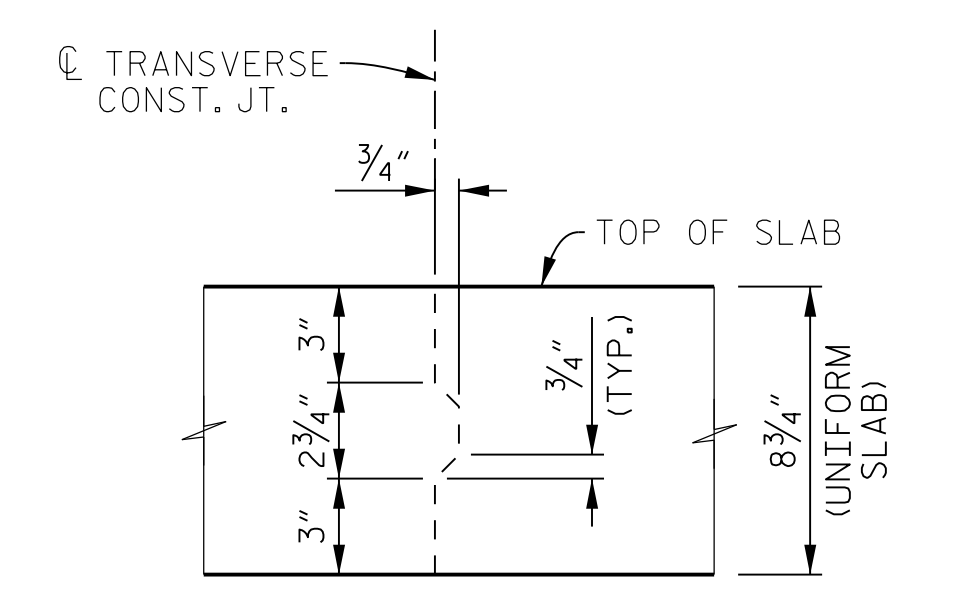 ℄ TRANSVERSE
CONST. JT.
3/4"
TOP OF SLAB
3"
2 3/4"
3"
3/4"
(TYP.)
8 3/4"
(UNIFORM
SLAB)